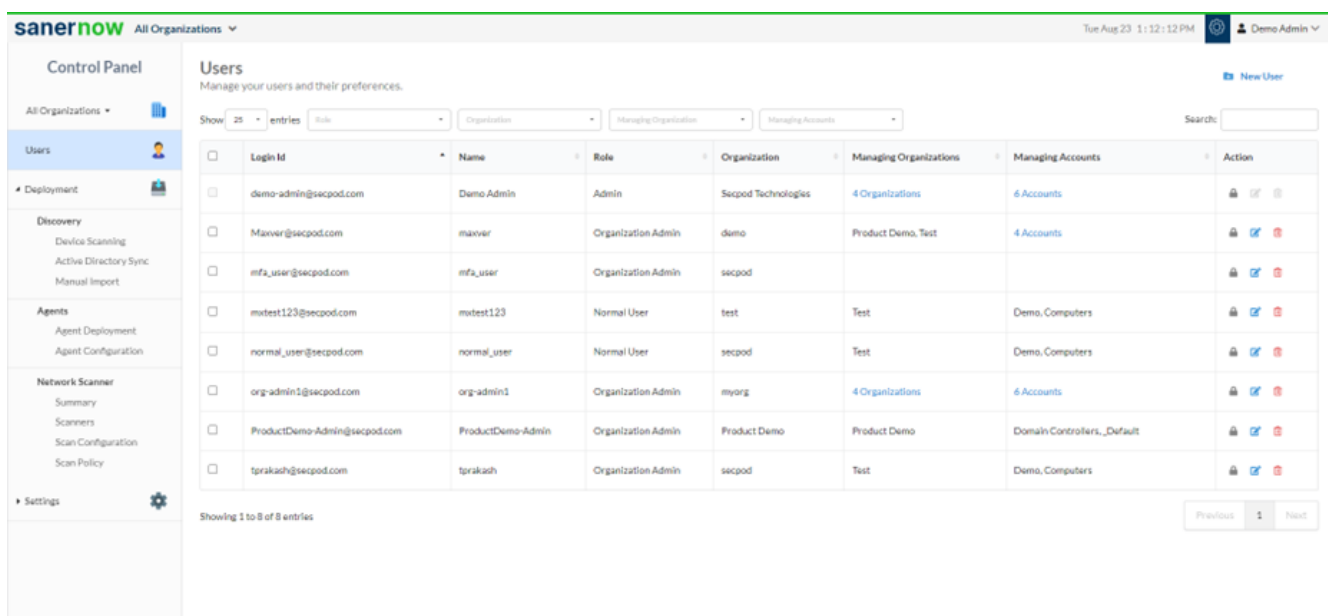 sanernow All Organizations
Tue Aug 23 1:12:12 PM Demo Admin
Control Panel
All Organizations
Users
Deployment
Discovery
Device Scanning
Active Directory Sync
Manual Import
Agents
Agent Deployment
Agent Configuration
Network Scanner
Summary
Scanners
Scan Configuration
Scan Policy
Settings
Users
Manage your users and their preferences.
New User
Show 25 entries Role Organization Managing Organization Managing Accounts Search:
Login Id Name Role Organization Managing Organizations Managing Accounts Action
demo-admin@secpod.com Demo Admin Admin Secpod Technologies 4 Organizations 6 Accounts
Maxver@secpod.com maxver Organization Admin demo Product Demo, Test 4 Accounts
mfa_user@secpod.com mfa_user Organization Admin secpod
mxtest123@secpod.com mxtest123 Normal User test Test Demo, Computers
normal_user@secpod.com normal_user Normal User secpod Test Demo, Computers
org-admin1@secpod.com org-admin1 Organization Admin myorg 4 Organizations 6 Accounts
ProductDemo-Admin@secpod.com ProductDemo-Admin Organization Admin Product Demo Product Demo Domain Controllers, _Default
tprakash@secpod.com tprakash Organization Admin secpod Test Demo, Computers
Showing 1 to 8 of 8 entries
Previous 1 Next